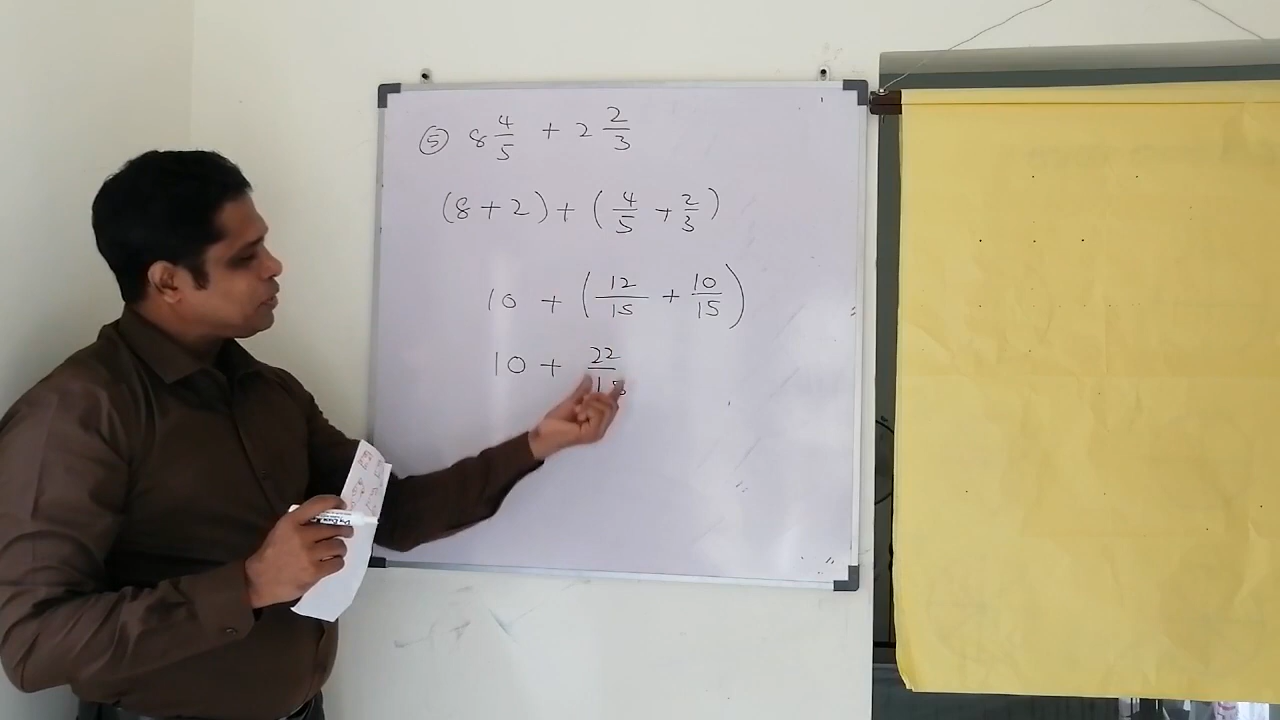 ⑤ 8 4/5 + 2 2/3
(8 + 2) + (4/5 + 2/3)
10 + (12/15 + 10/15)
10 + 22/15